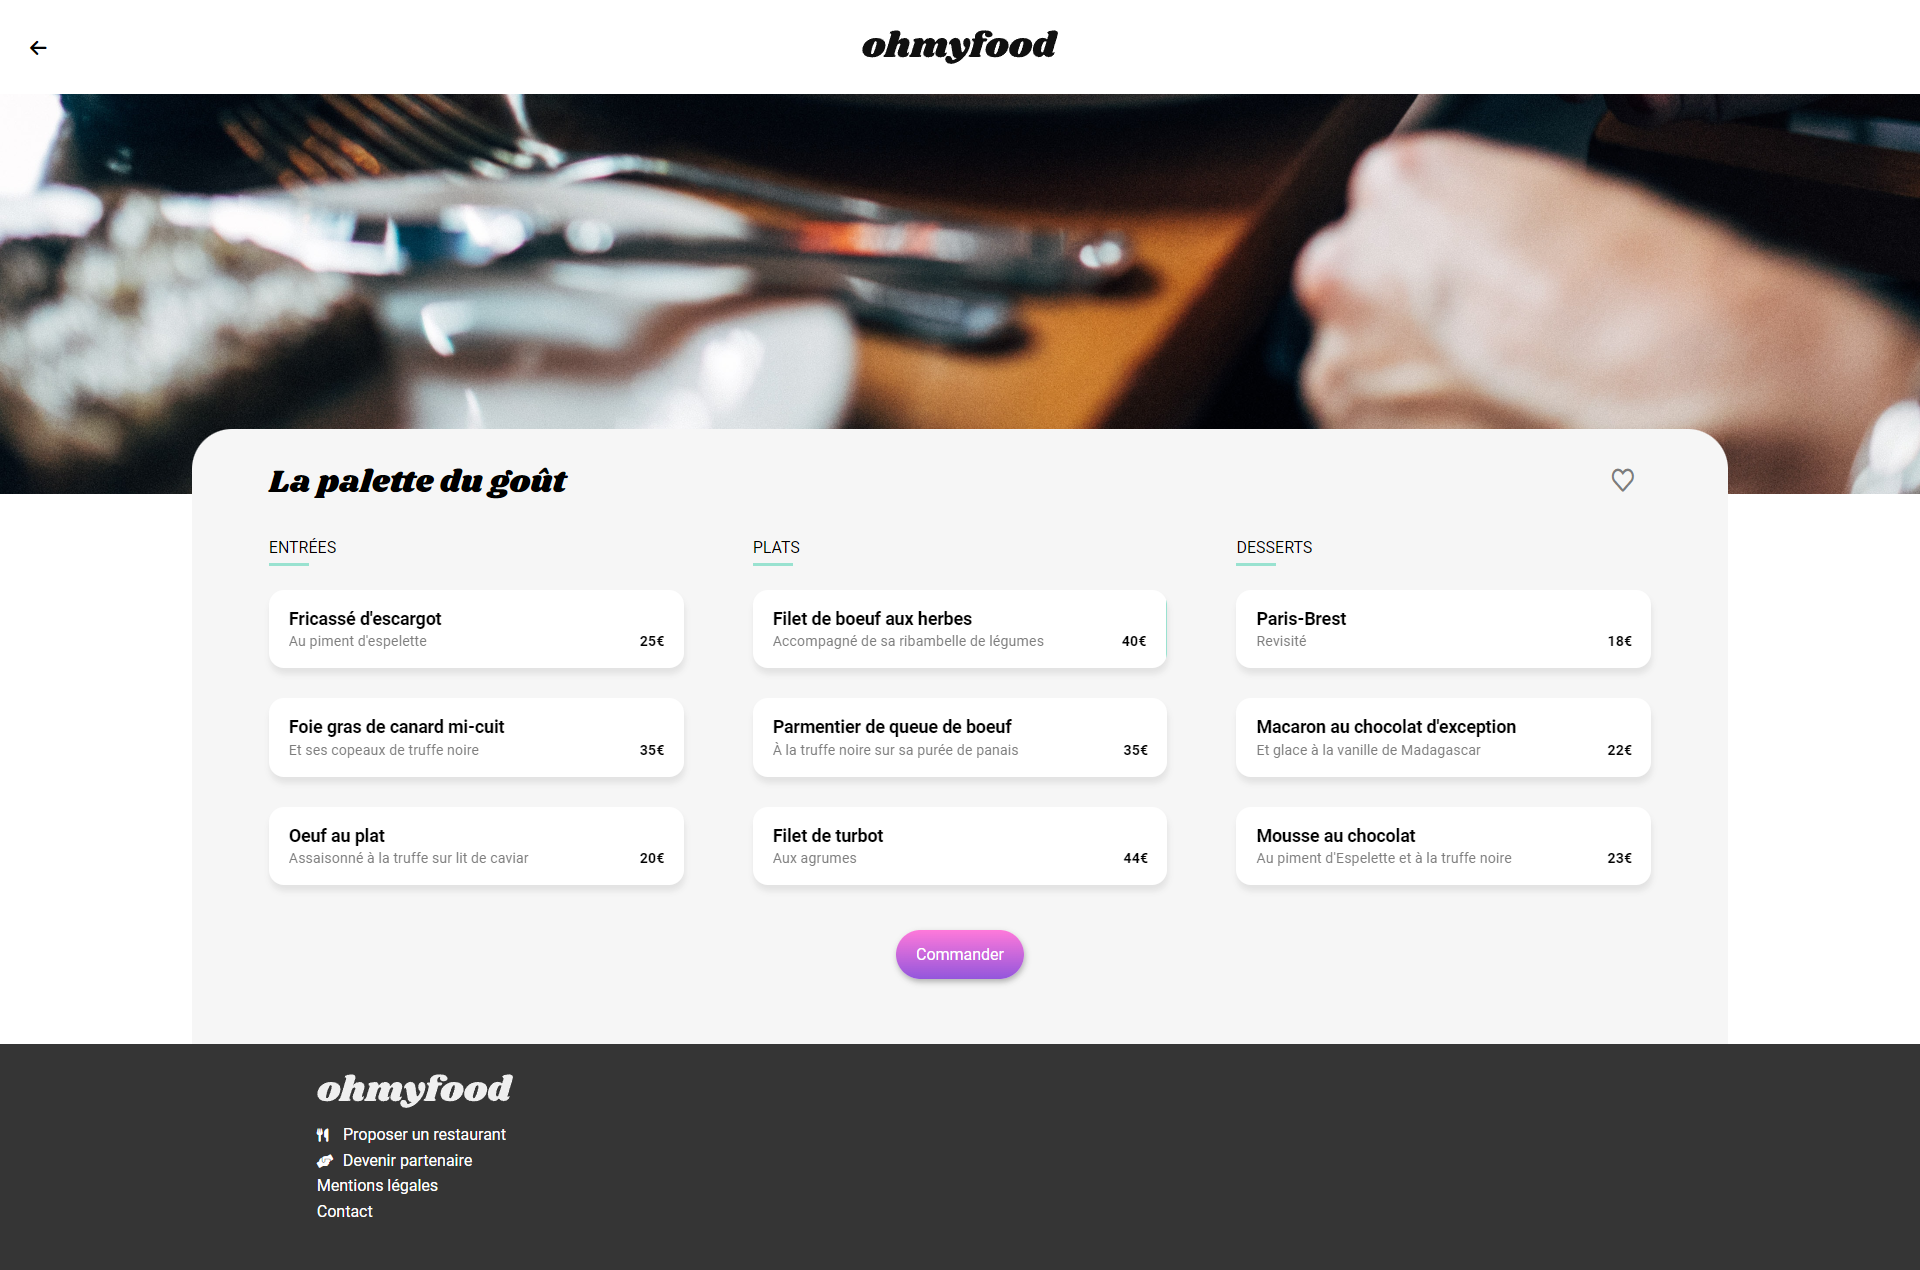 ohmyfood
La palette du goût
ENTRÉES
Fricassé d'escargot
Au piment d'espelette 25€
Foie gras de canard mi-cuit
Et ses copeaux de truffe noire 35€
Oeuf au plat
Assaisonné à la truffe sur lit de caviar 20€
PLATS
Filet de boeuf aux herbes
Accompagné de sa ribambelle de légumes 40€
Parmentier de queue de boeuf
À la truffe noire sur sa purée de panais 35€
Filet de turbot
Aux agrumes 44€
DESSERTS
Paris-Brest
Revisité 18€
Macaron au chocolat d'exception
Et glace à la vanille de Madagascar 22€
Mousse au chocolat
Au piment d'Espelette et à la truffe noire 23€
Commander
ohmyfood
Proposer un restaurant
Devenir partenaire
Mentions légales
Contact